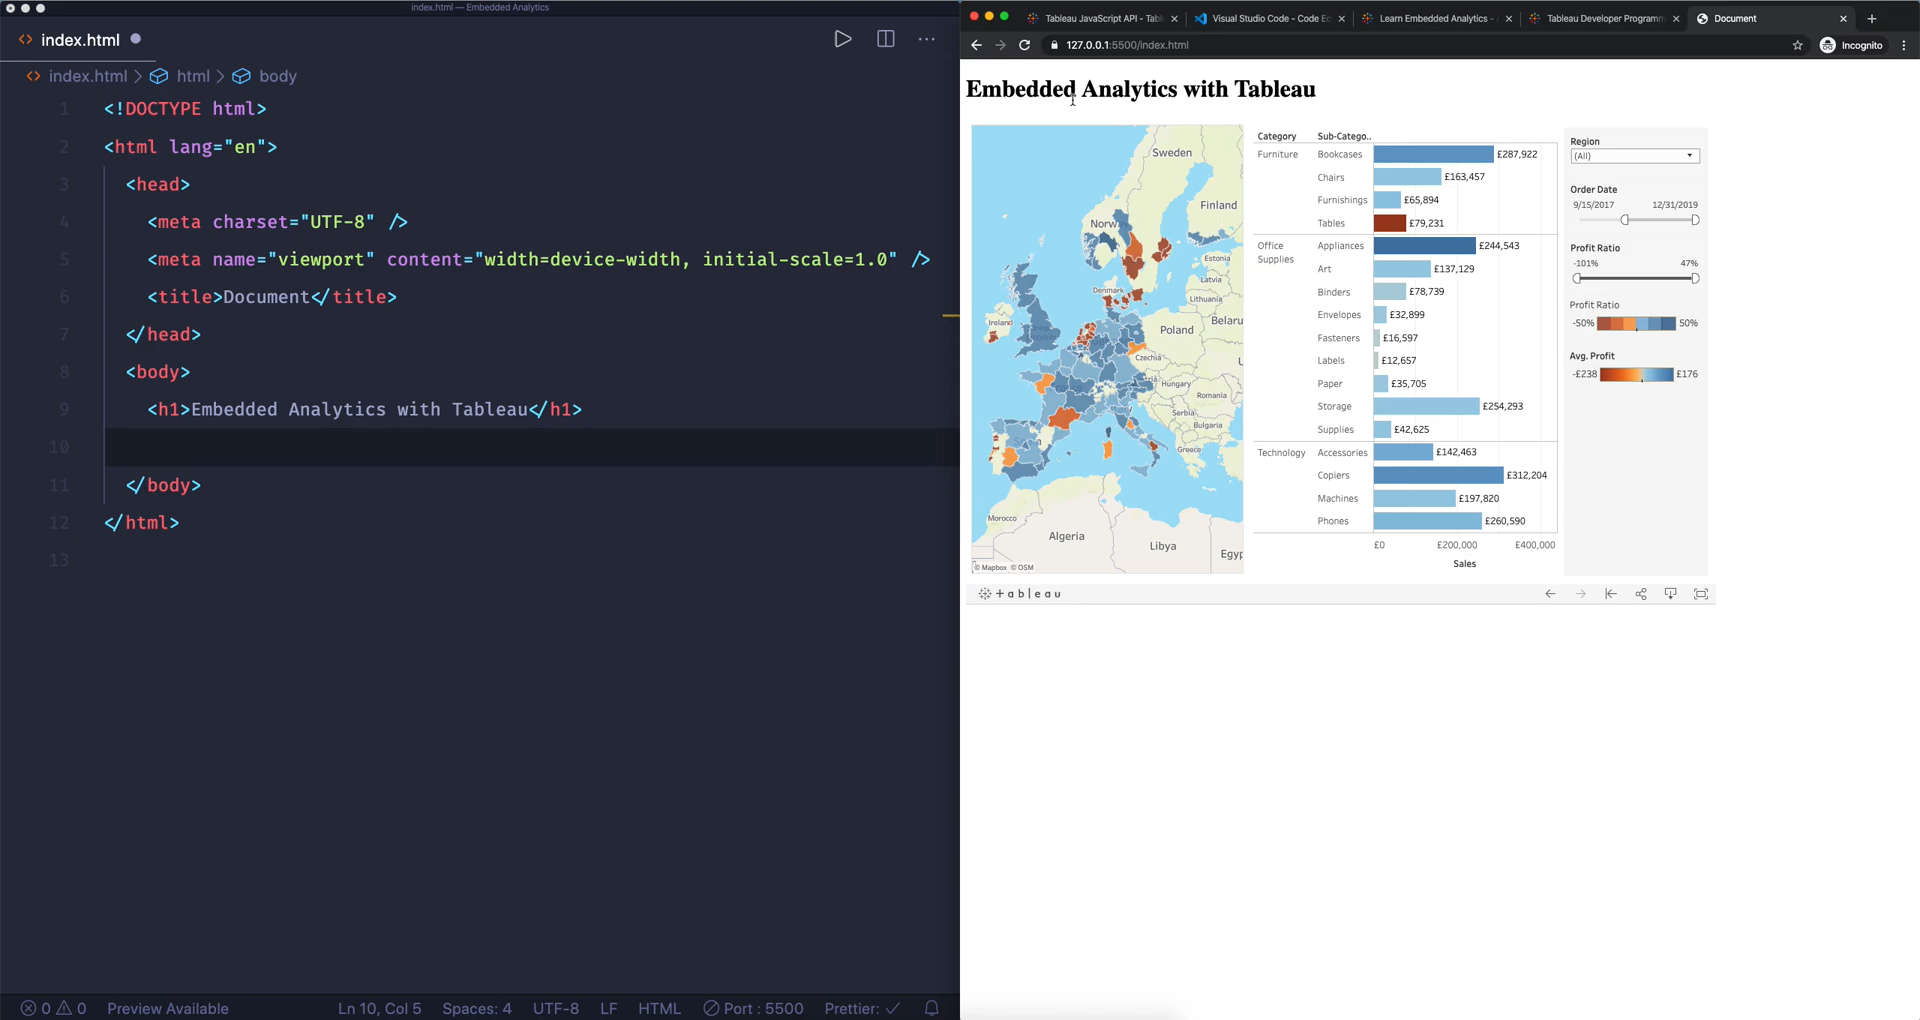 index.html — Embedded Analytics
index.html
index.html > html > body
1 <!DOCTYPE html>
2 <html lang="en">
3 <head>
4 <meta charset="UTF-8" />
5 <meta name="viewport" content="width=device-width, initial-scale=1.0" />
6 <title>Document</title>
7 </head>
8 <body>
9 <h1>Embedded Analytics with Tableau</h1>
10
11 </body>
12 </html>
13
0 0 Preview Available Ln 10, Col 5 Spaces: 4 UTF-8 LF HTML Port : 5500 Prettier:
Tableau JavaScript API - Visual Studio Code - Code Learn Embedded Analytics - Tableau Developer Document
127.0.0.1:5500/index.html Incognito
Embedded Analytics with Tableau
Sweden
Finland
Norway
Estonia
Latvia
Denmark
Lithuania
Ireland
Belaru
Poland
Czechia
Hungary
Romania
Serbia
Spain
Bulgaria
Greece
Morocco
Algeria
Libya
Egyp
© Mapbox © OSM
Category Sub-Catego..
Furniture Bookcases £287,922
Chairs £163,457
Furnishings £65,894
Tables £79,231
Office Supplies Appliances £244,543
Art £137,129
Binders £78,739
Envelopes £32,899
Fasteners £16,597
Labels £12,657
Paper £35,705
Storage £254,293
Supplies £42,625
Technology Accessories £142,463
Copiers £312,204
Machines £197,820
Phones £260,590
£0 £200,000 £400,000
Sales
Region
(All)
Order Date
9/15/2017 12/31/2019
Profit Ratio
-101% 47%
Profit Ratio
-50% 50%
Avg. Profit
-£238 £176
+ a b l e a u